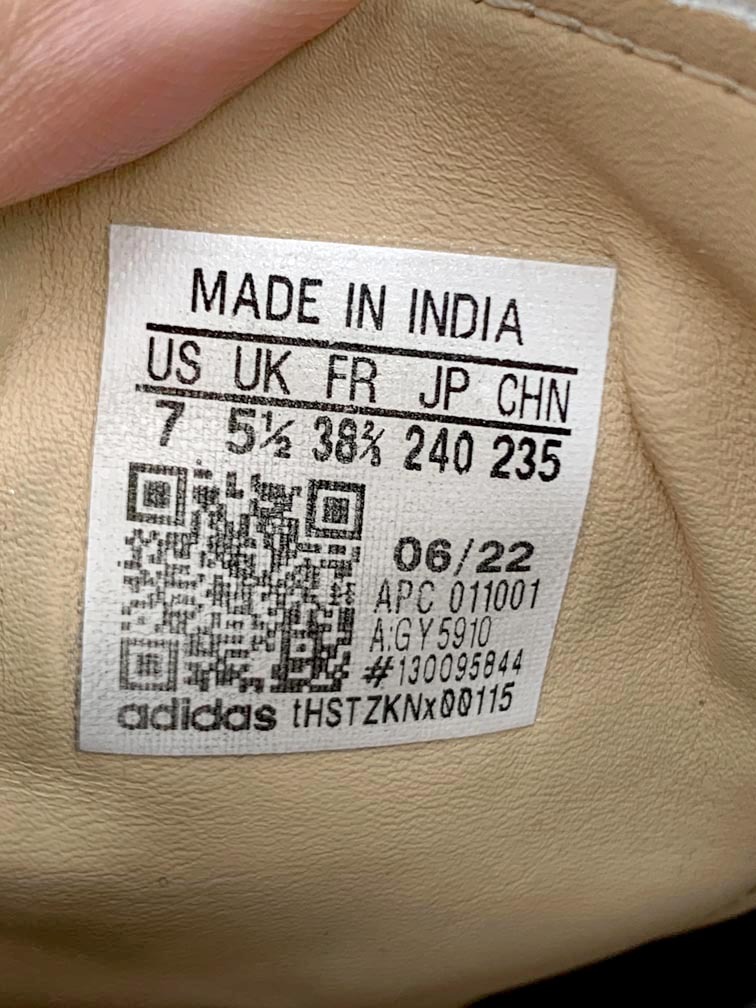 MADE IN INDIA
US UK FR JP CHN
7 5½ 38⅔ 240 235
06/22
APC 011001
A:GY5910
#130095844
adidas tHSTZKNx00115